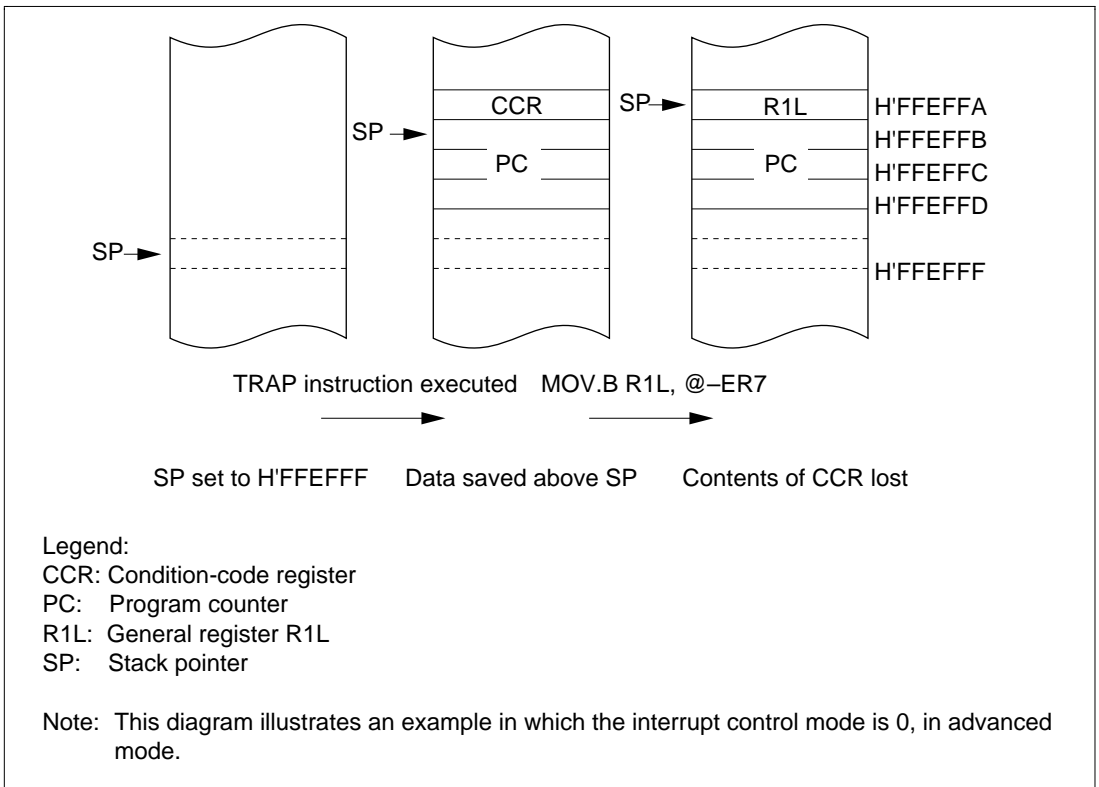 CCR SP R1L H'FFEFFA
SP H'FFEFFB
PC PC H'FFEFFC
H'FFEFFD
SP
H'FFEFFF
TRAP instruction executed MOV.B R1L, @–ER7
SP set to H'FFEFFF Data saved above SP Contents of CCR lost
Legend:
CCR: Condition-code register
PC: Program counter
R1L: General register R1L
SP: Stack pointer
Note: This diagram illustrates an example in which the interrupt control mode is 0, in advanced
mode.